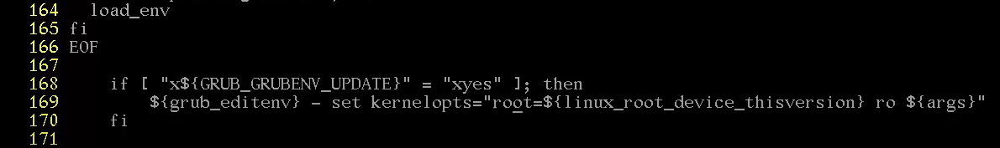 164   load_env
165 fi
166 EOF
167
168     if [ "x${GRUB_GRUBENV_UPDATE}" = "xyes" ]; then
169         ${grub_editenv} - set kernelopts="root=${linux_root_device_thisversion} ro ${args}"
170     fi
171